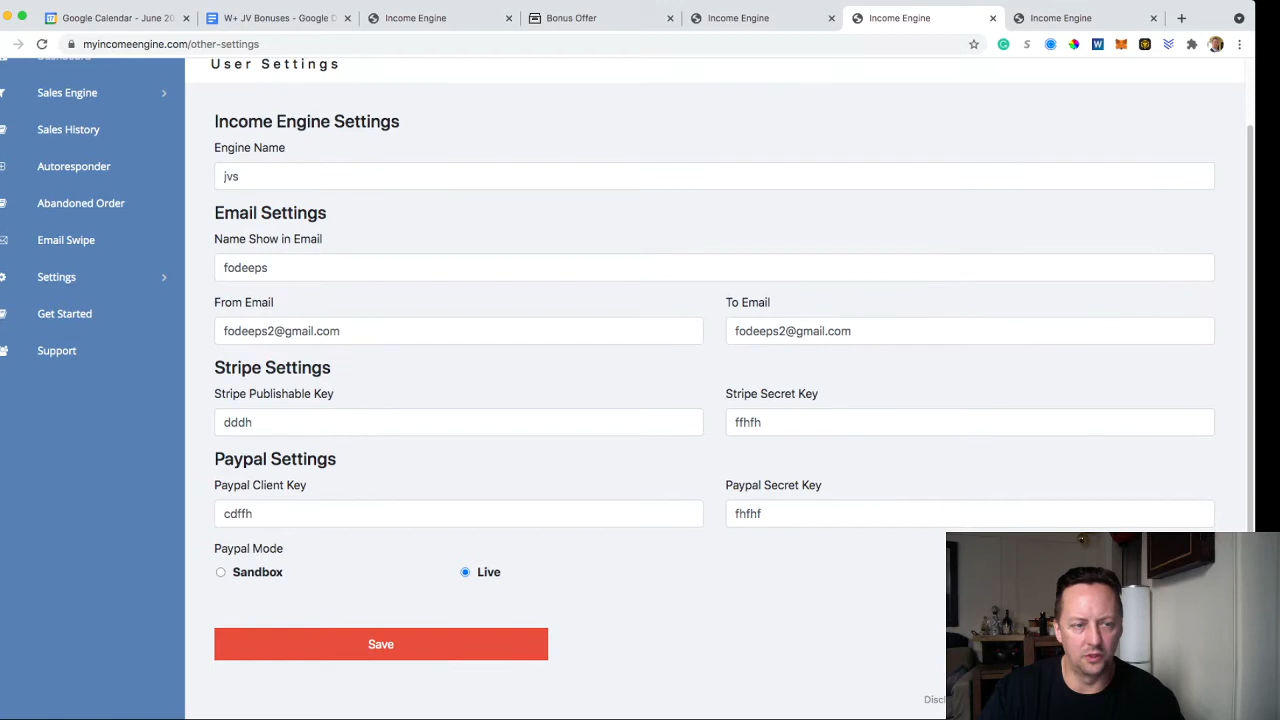 Google Calendar - June 20
W+ JV Bonuses - Google D
Income Engine
Bonus Offer
Income Engine
Income Engine
Income Engine
myincomeengine.com/other-settings
Dashboard
User Settings
Sales Engine
Sales History
Autoresponder
Abandoned Order
Email Swipe
Settings
Get Started
Support
Income Engine Settings
Engine Name
jvs
Email Settings
Name Show in Email
fodeeps
From Email
To Email
fodeeps2@gmail.com
fodeeps2@gmail.com
Stripe Settings
Stripe Publishable Key
Stripe Secret Key
dddh
ffhfh
Paypal Settings
Paypal Client Key
Paypal Secret Key
cdffh
fhfhf
Paypal Mode
Sandbox
Live
Save
Discl